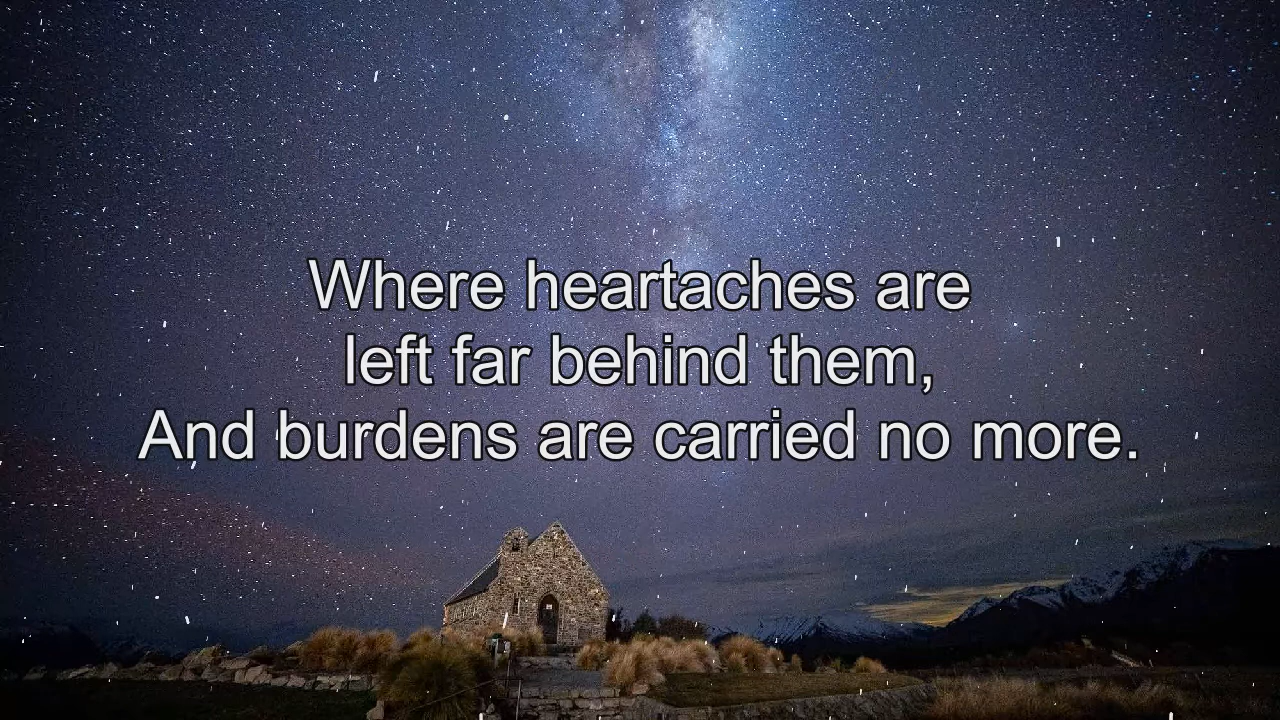 Where heartaches are
left far behind them,
And burdens are carried no more.